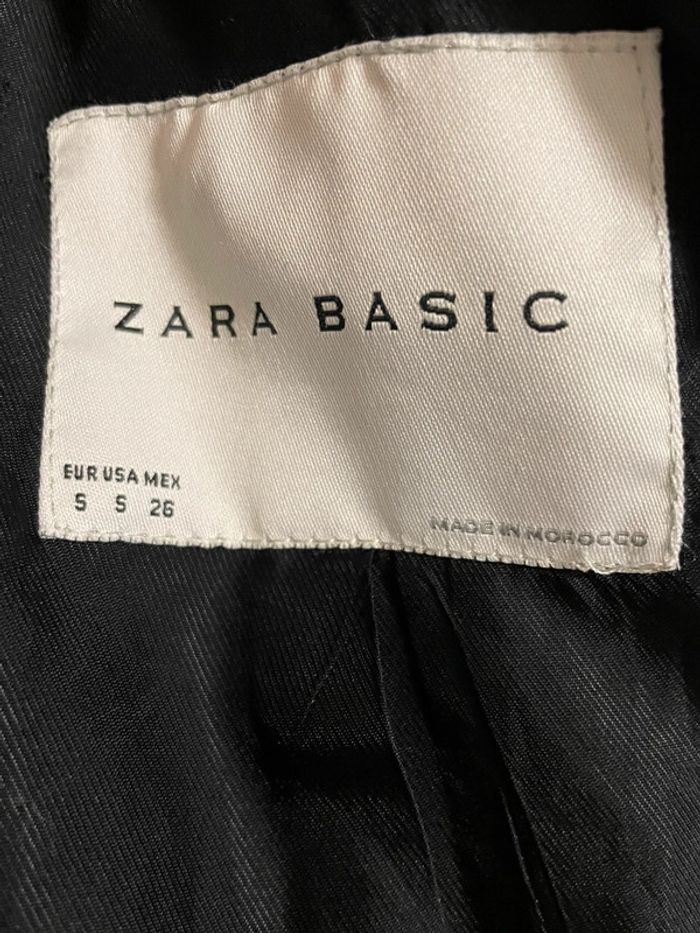 ZARA BASIC
EUR USA MEX
S S 26
MADE IN MOROCCO